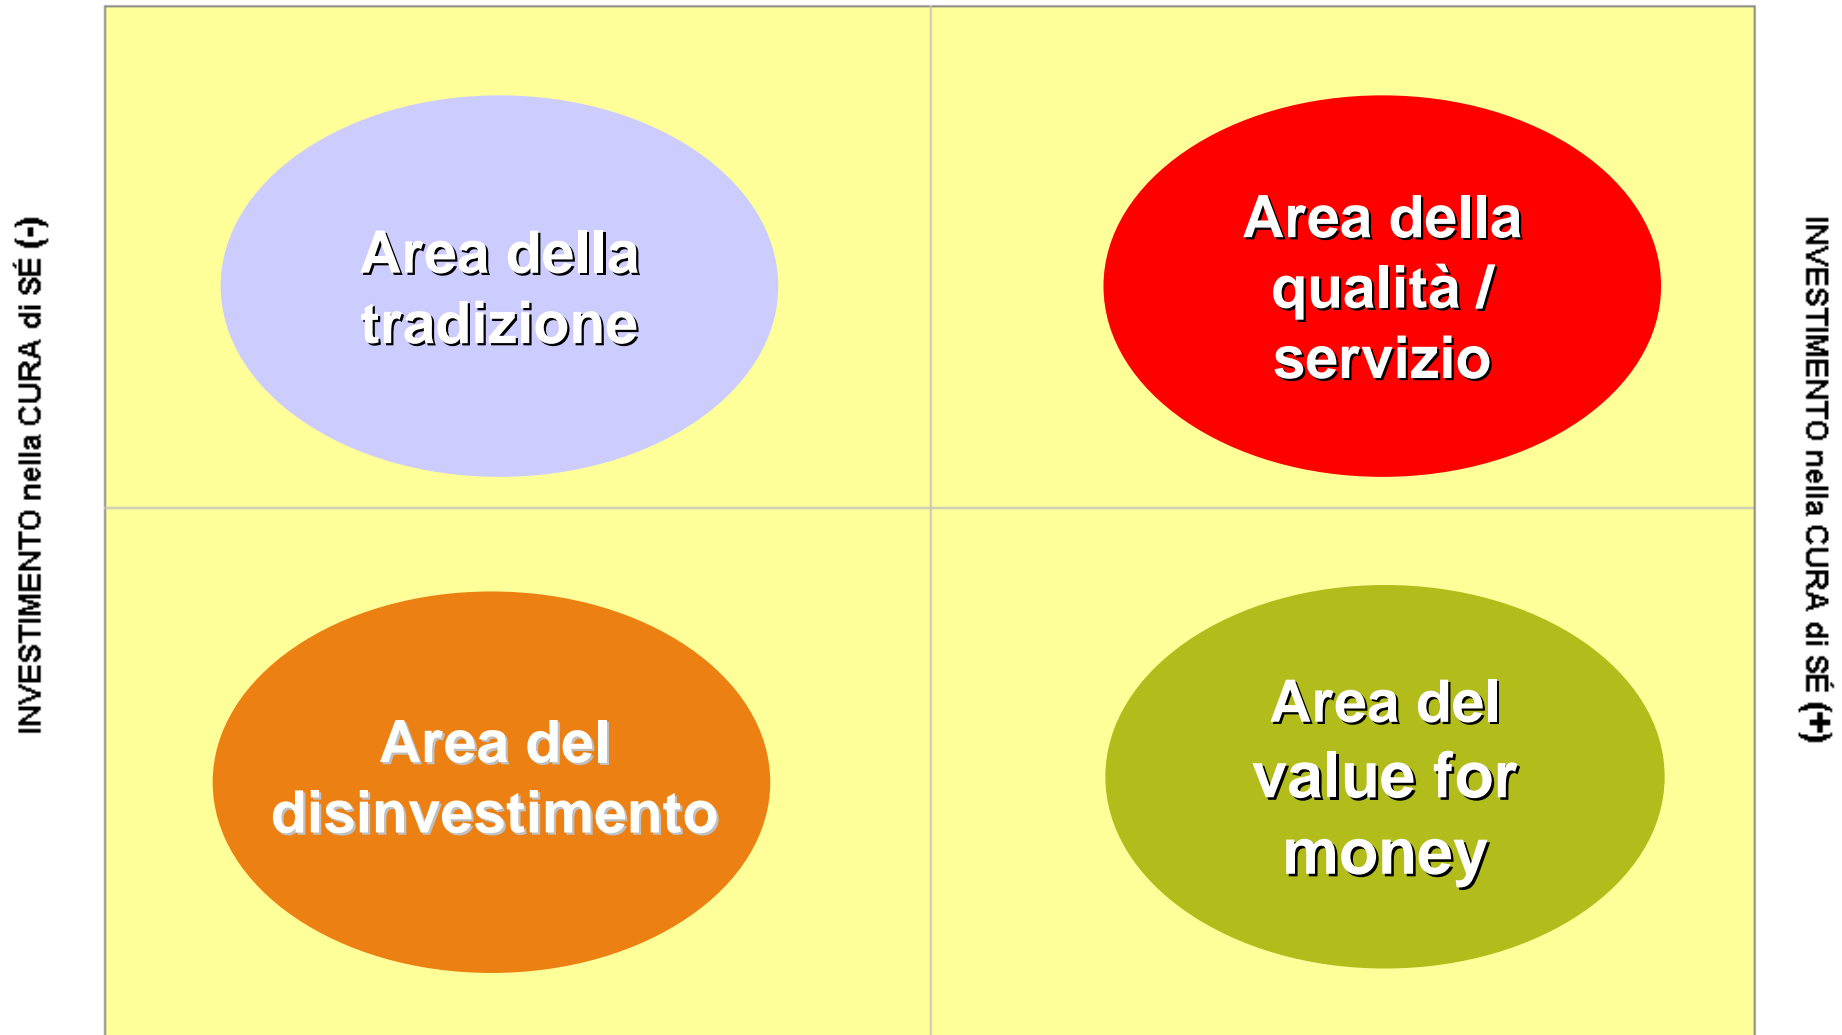 INVESTIMENTO nella CURA di SÉ (-)
Area della
tradizione
Area della
qualità /
servizio
Area del
disinvestimento
Area del
value for
money
INVESTIMENTO nella CURA di SÉ (+)